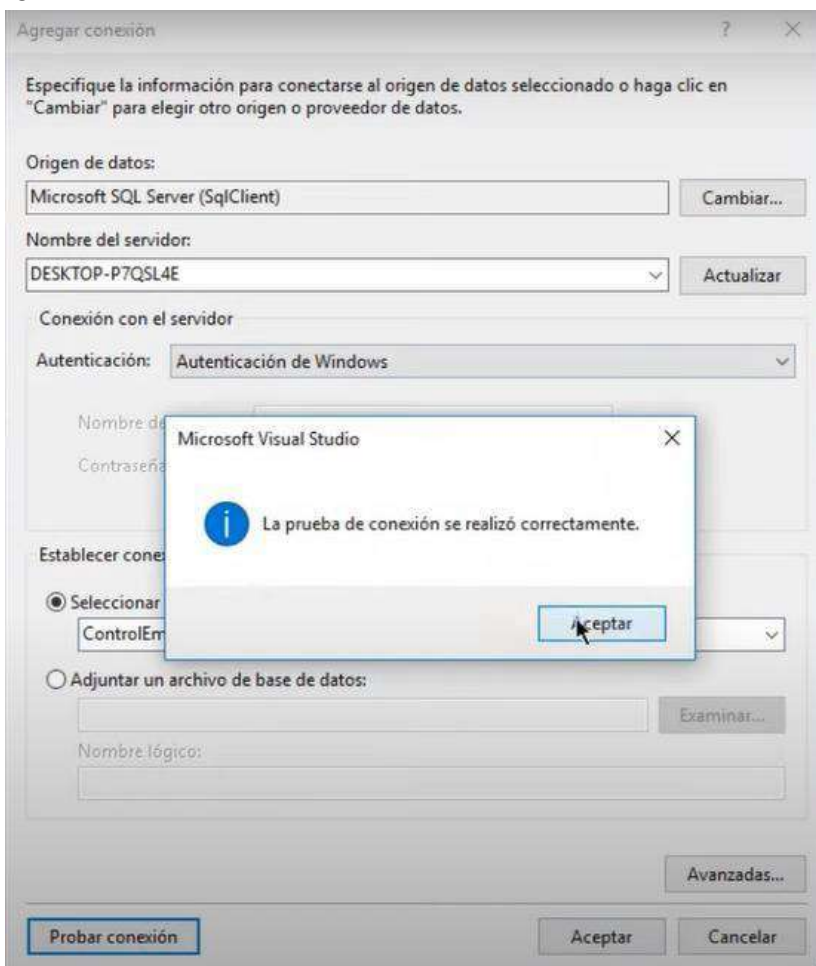 Agregar conexión ? ×
Especifique la información para conectarse al origen de datos seleccionado o haga clic en
"Cambiar" para elegir otro origen o proveedor de datos.
Origen de datos:
Microsoft SQL Server (SqlClient) Cambiar...
Nombre del servidor:
DESKTOP-P7QSL4E Actualizar
Conexión con el servidor
Autenticación: Autenticación de Windows
Nombre de
Contraseña
Microsoft Visual Studio ×
La prueba de conexión se realizó correctamente.
Aceptar
Establecer cone
Seleccionar
ControlEm
Adjuntar un archivo de base de datos:
Examinar...
Nombre lógico:
Avanzadas...
Probar conexión Aceptar Cancelar